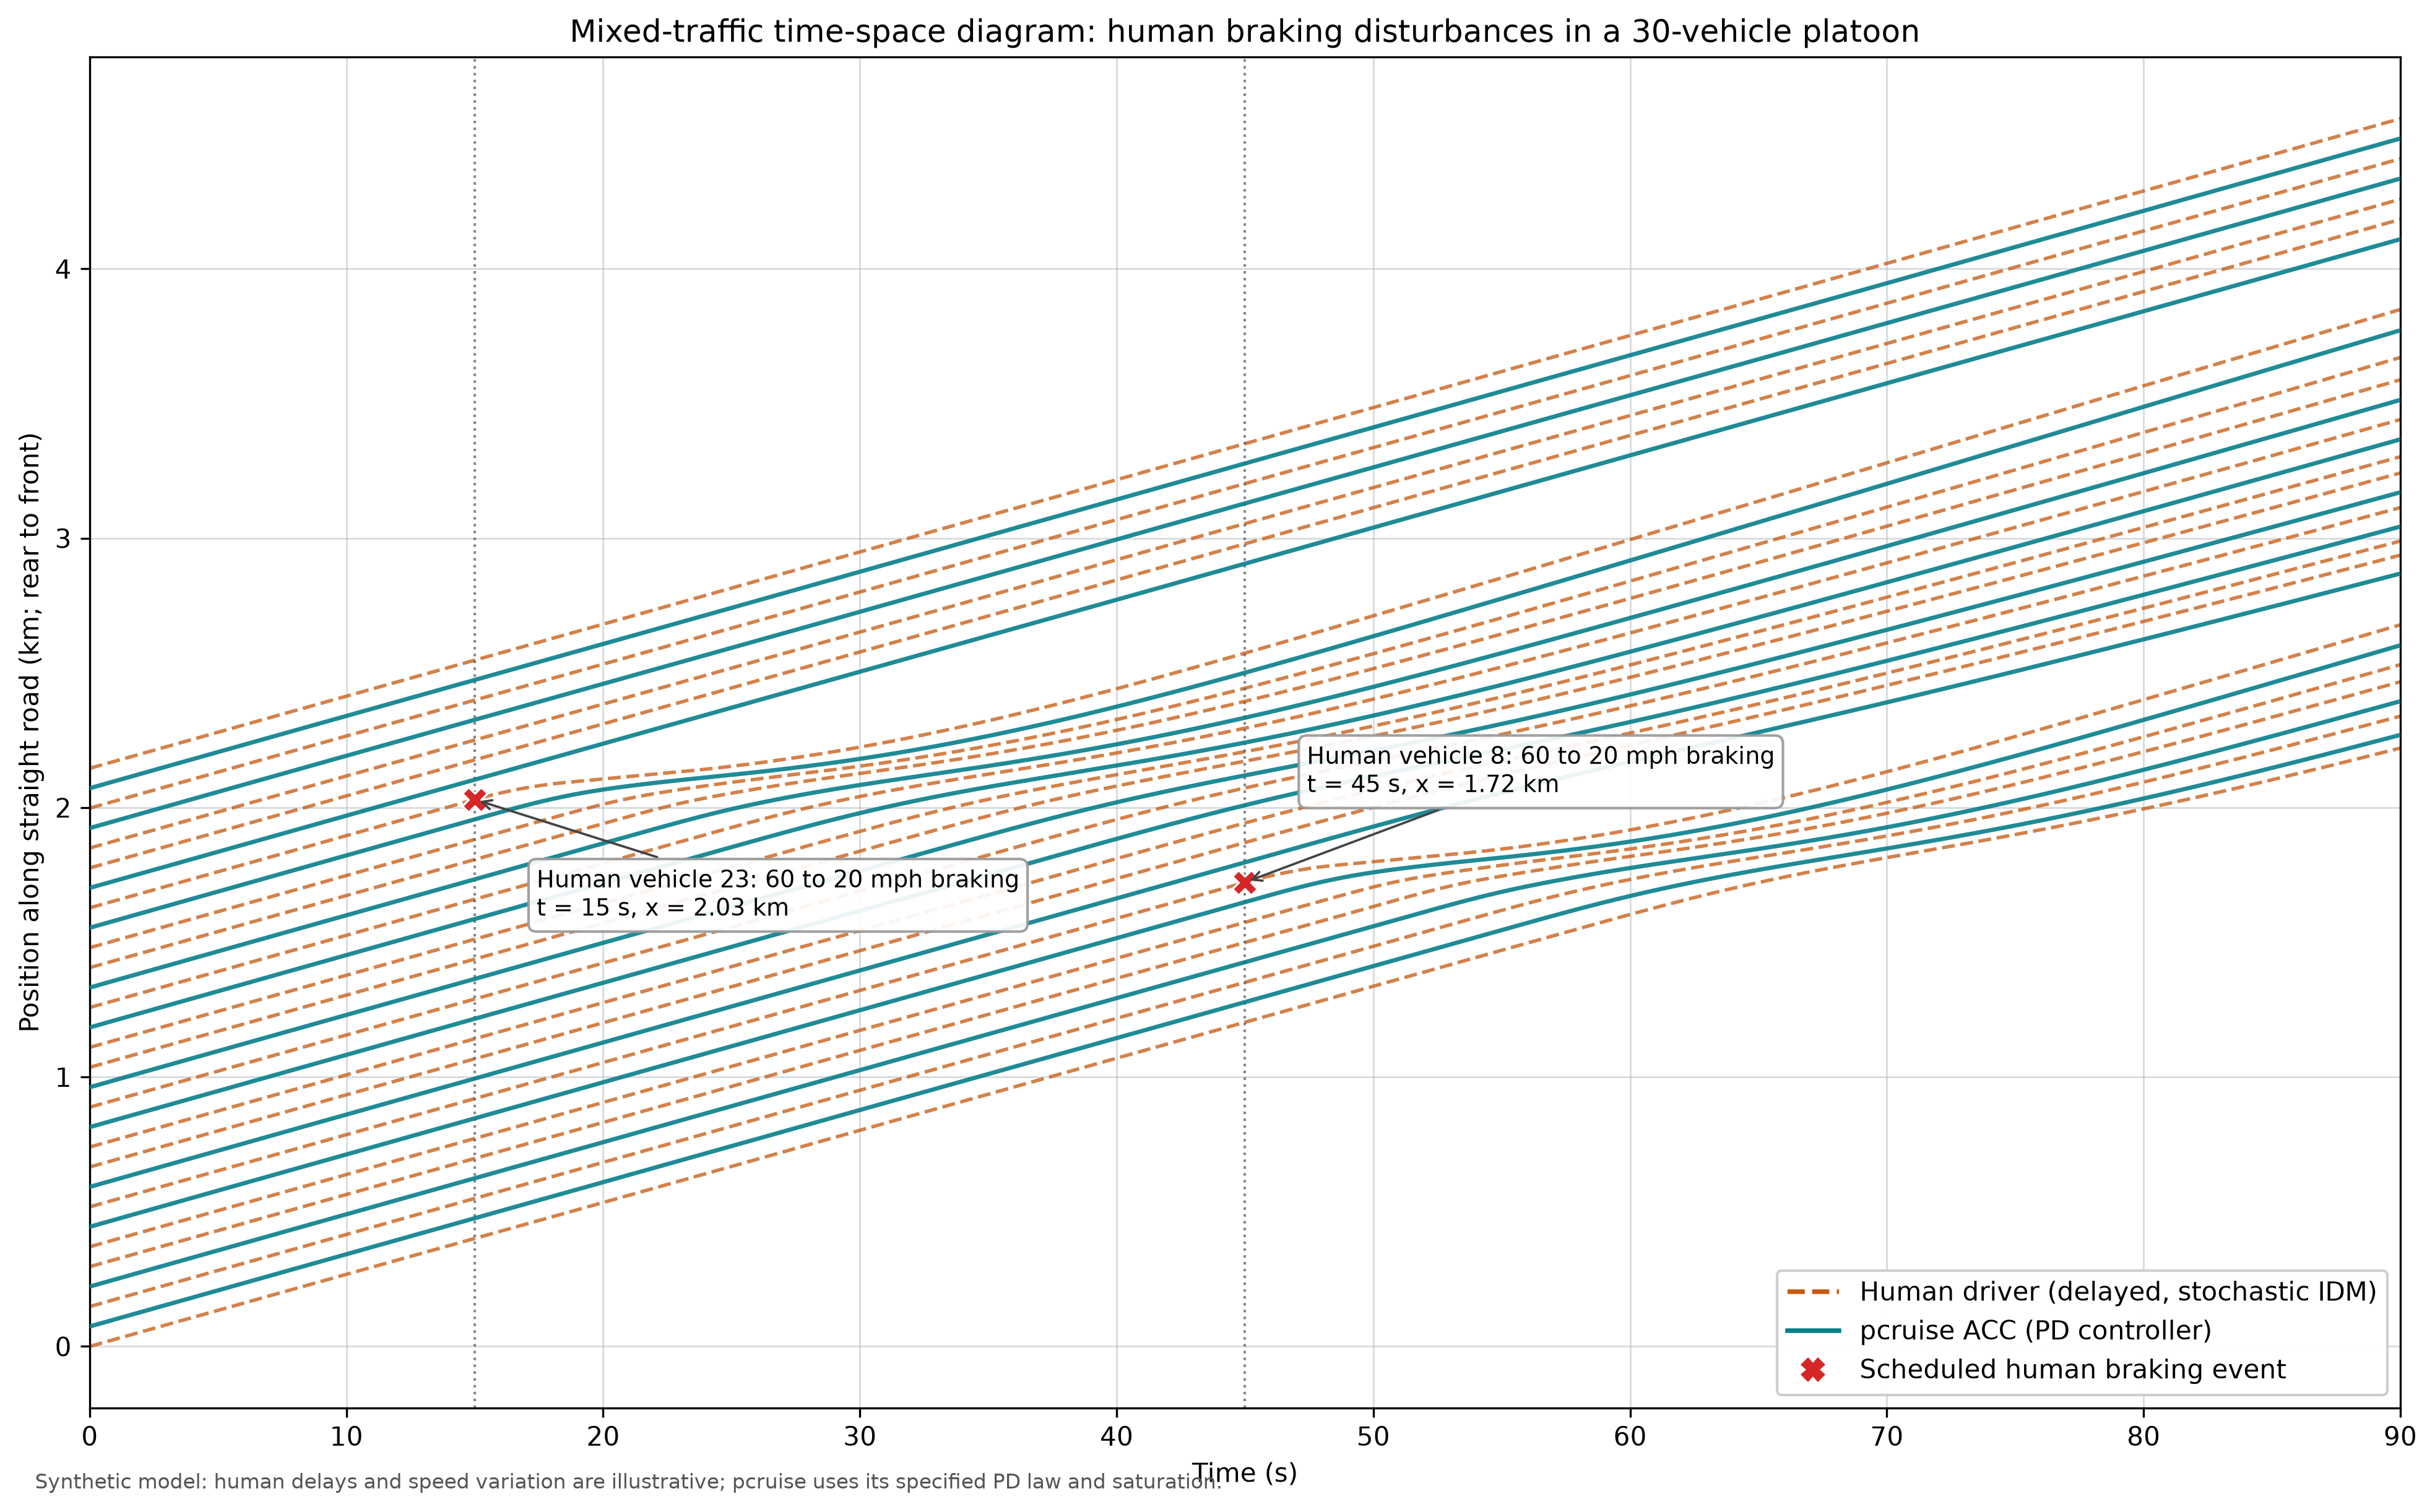 Mixed-traffic time-space diagram: human braking disturbances in a 30-vehicle platoon
Position along straight road (km; rear to front)
4
3
2
1
0
Human vehicle 8: 60 to 20 mph braking
t = 45 s, x = 1.72 km
Human vehicle 23: 60 to 20 mph braking
t = 15 s, x = 2.03 km
Human driver (delayed, stochastic IDM)
pcruise ACC (PD controller)
Scheduled human braking event
0 10 20 30 40 50 60 70 80 90
Time (s)
Synthetic model: human delays and speed variation are illustrative; pcruise uses its specified PD law and saturation.